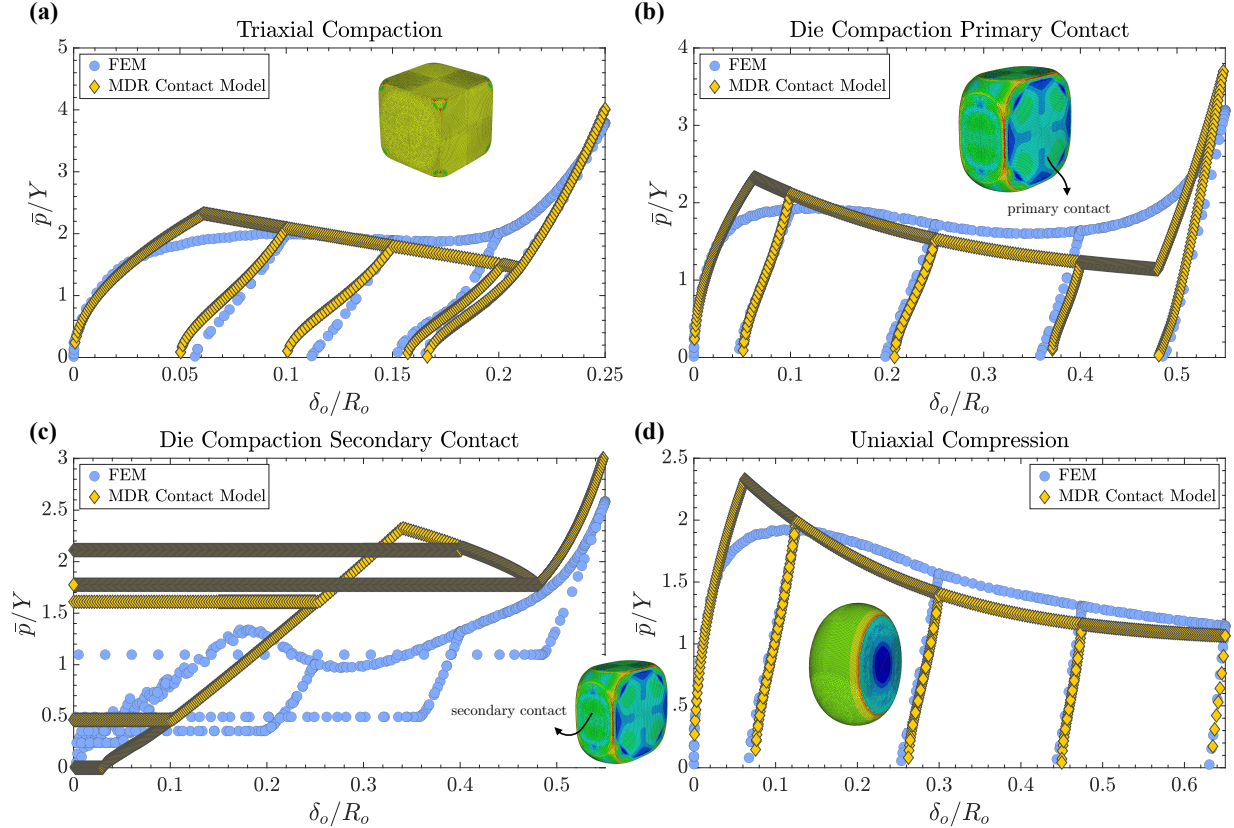 (a)
Triaxial Compaction
FEM
MDR Contact Model
5
4
3
2
1
0
p̄/Y
0
0.05
0.1
0.15
0.2
0.25
δₒ/Rₒ
(b)
Die Compaction Primary Contact
FEM
MDR Contact Model
primary contact
4
3
2
1
0
p̄/Y
0
0.1
0.2
0.3
0.4
0.5
δₒ/Rₒ
(c)
Die Compaction Secondary Contact
FEM
MDR Contact Model
secondary contact
3
2.5
2
1.5
1
0.5
0
p̄/Y
0
0.1
0.2
0.3
0.4
0.5
δₒ/Rₒ
(d)
Uniaxial Compression
FEM
MDR Contact Model
2.5
2
1.5
1
0.5
0
p̄/Y
0
0.1
0.2
0.3
0.4
0.5
0.6
δₒ/Rₒ